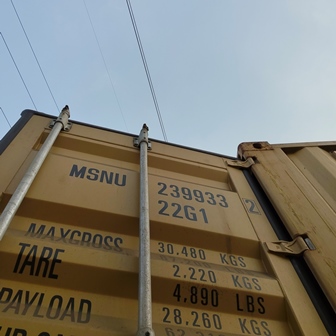 MSNU 239933 2
22G1
MAXGROSS 30.480 KGS
TARE 2.220 KGS
4.890 LBS
PAYLOAD 28.260 KGS